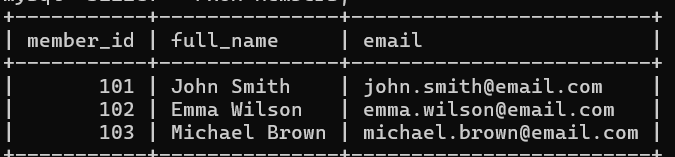 +-----------+---------------+-------------------------+
| member_id | full_name     | email                   |
+-----------+---------------+-------------------------+
|       101 | John Smith    | john.smith@email.com    |
|       102 | Emma Wilson   | emma.wilson@email.com   |
|       103 | Michael Brown | michael.brown@email.com |
+-----------+---------------+-------------------------+